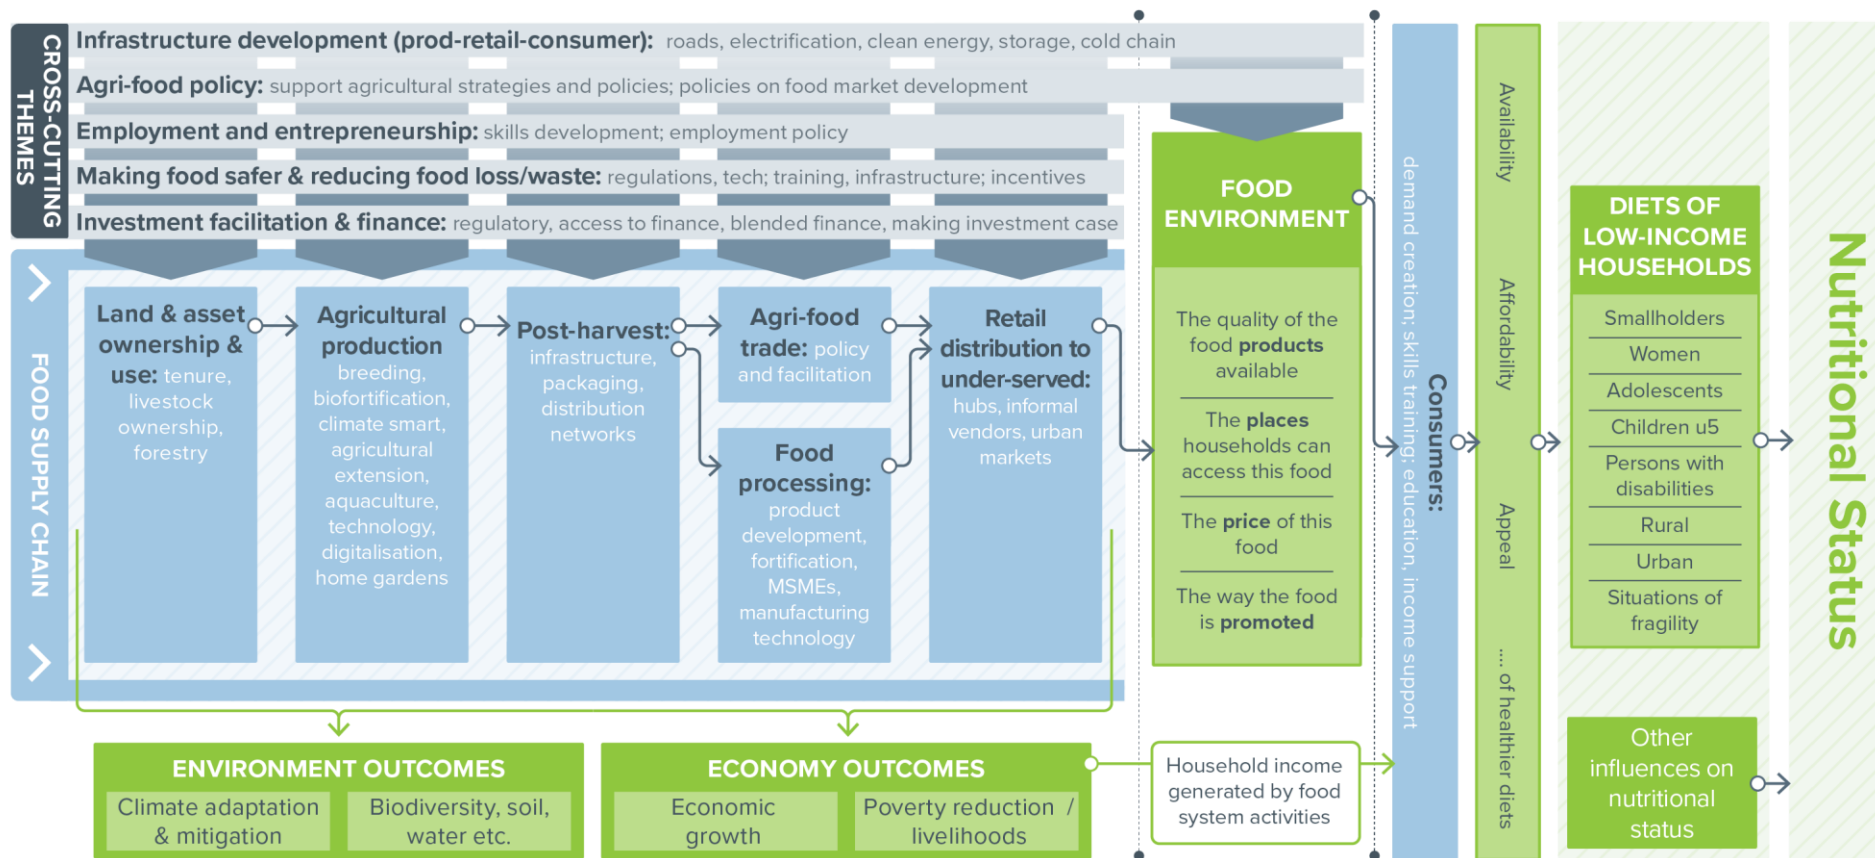 CROSS-CUTTING
THEMES
Infrastructure development (prod-retail-consumer): roads, electrification, clean energy, storage, cold chain
Agri-food policy: support agricultural strategies and policies; policies on food market development
Employment and entrepreneurship: skills development; employment policy
Making food safer & reducing food loss/waste: regulations, tech; training, infrastructure; incentives
Investment facilitation & finance: regulatory, access to finance, blended finance, making investment case
FOOD SUPPLY CHAIN
Land & asset
ownership &
use: tenure,
livestock
ownership,
forestry
Agricultural
production
breeding,
biofortification,
climate smart,
agricultural
extension,
aquaculture,
technology,
digitalisation,
home gardens
Post-harvest:
infrastructure,
packaging,
distribution
networks
Agri-food
trade: policy
and facilitation
Food
processing:
product
development,
fortification,
MSMEs,
manufacturing
technology
Retail
distribution to
under-served:
hubs, informal
vendors, urban
markets
FOOD
ENVIRONMENT
The quality of the
food products
available
The places
households can
access this food
The price of this
food
The way the food
is promoted
Consumers:
demand creation; skills training; education, income support
Availability
Affordability
Appeal
.... of healthier diets
DIETS OF
LOW-INCOME
HOUSEHOLDS
Smallholders
Women
Adolescents
Children u5
Persons with
disabilities
Rural
Urban
Situations of
fragility
Nutritional Status
ENVIRONMENT OUTCOMES
Climate adaptation
& mitigation
Biodiversity, soil,
water etc.
ECONOMY OUTCOMES
Economic
growth
Poverty reduction /
livelihoods
Household income
generated by food
system activities
Other
influences on
nutritional
status